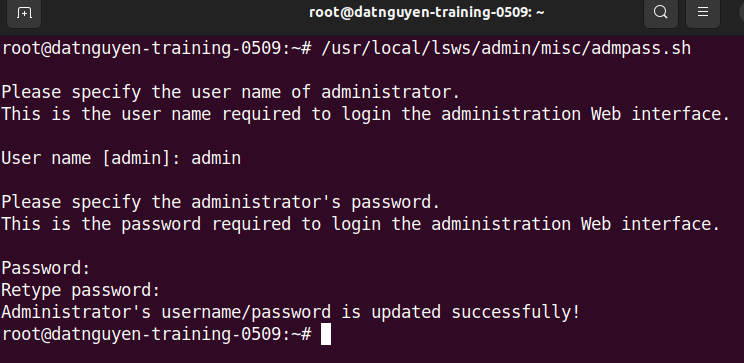 root@datnguyen-training-0509: ~
root@datnguyen-training-0509:~# /usr/local/lsws/admin/misc/admpass.sh
Please specify the user name of administrator.
This is the user name required to login the administration Web interface.
User name [admin]: admin
Please specify the administrator's password.
This is the password required to login the administration Web interface.
Password:
Retype password:
Administrator's username/password is updated successfully!
root@datnguyen-training-0509:~#